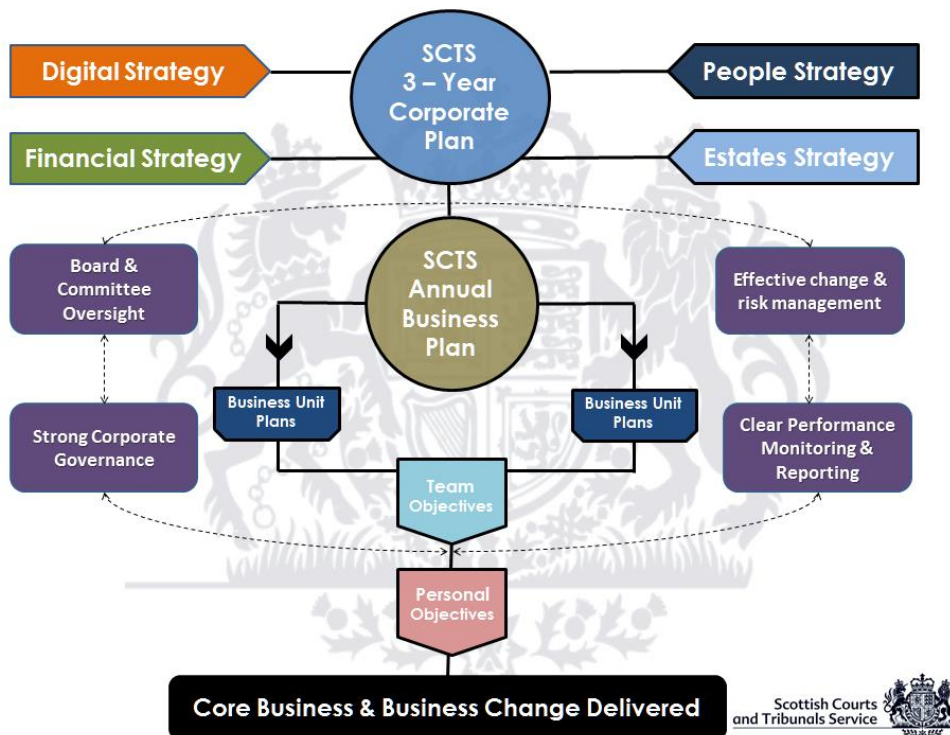 Digital Strategy
SCTS
3 – Year
Corporate
Plan
People Strategy
Financial Strategy
Estates Strategy
Board &
Committee
Oversight
SCTS
Annual
Business
Plan
Effective change &
risk management
Business Unit
Plans
Business Unit
Plans
Strong Corporate
Governance
Clear Performance
Monitoring &
Reporting
Team
Objectives
Personal
Objectives
Core Business & Business Change Delivered
Scottish Courts
and Tribunals Service